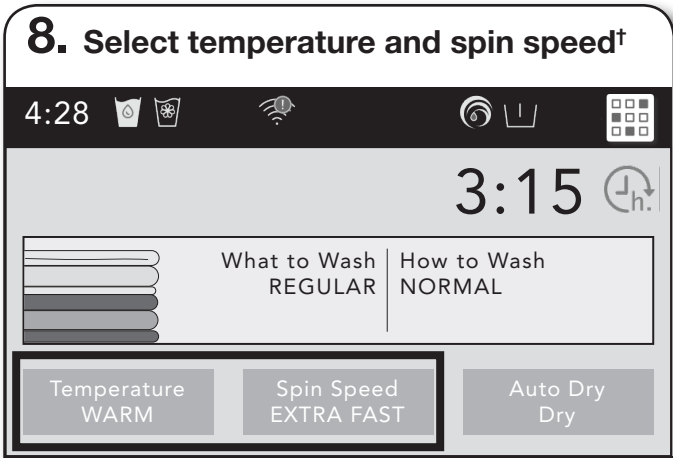 8. Select temperature and spin speed†
4:28
3:15 h.
What to Wash
REGULAR
How to Wash
NORMAL
Temperature
WARM
Spin Speed
EXTRA FAST
Auto Dry
Dry